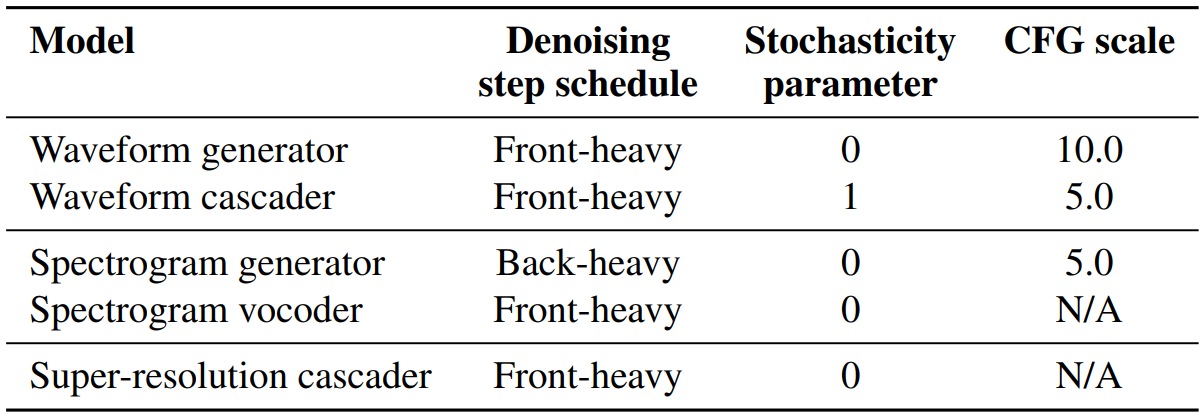 Model Denoising step schedule Stochasticity parameter CFG scale
Waveform generator Front-heavy 0 10.0
Waveform cascader Front-heavy 1 5.0
Spectrogram generator Back-heavy 0 5.0
Spectrogram vocoder Front-heavy 0 N/A
Super-resolution cascader Front-heavy 0 N/A